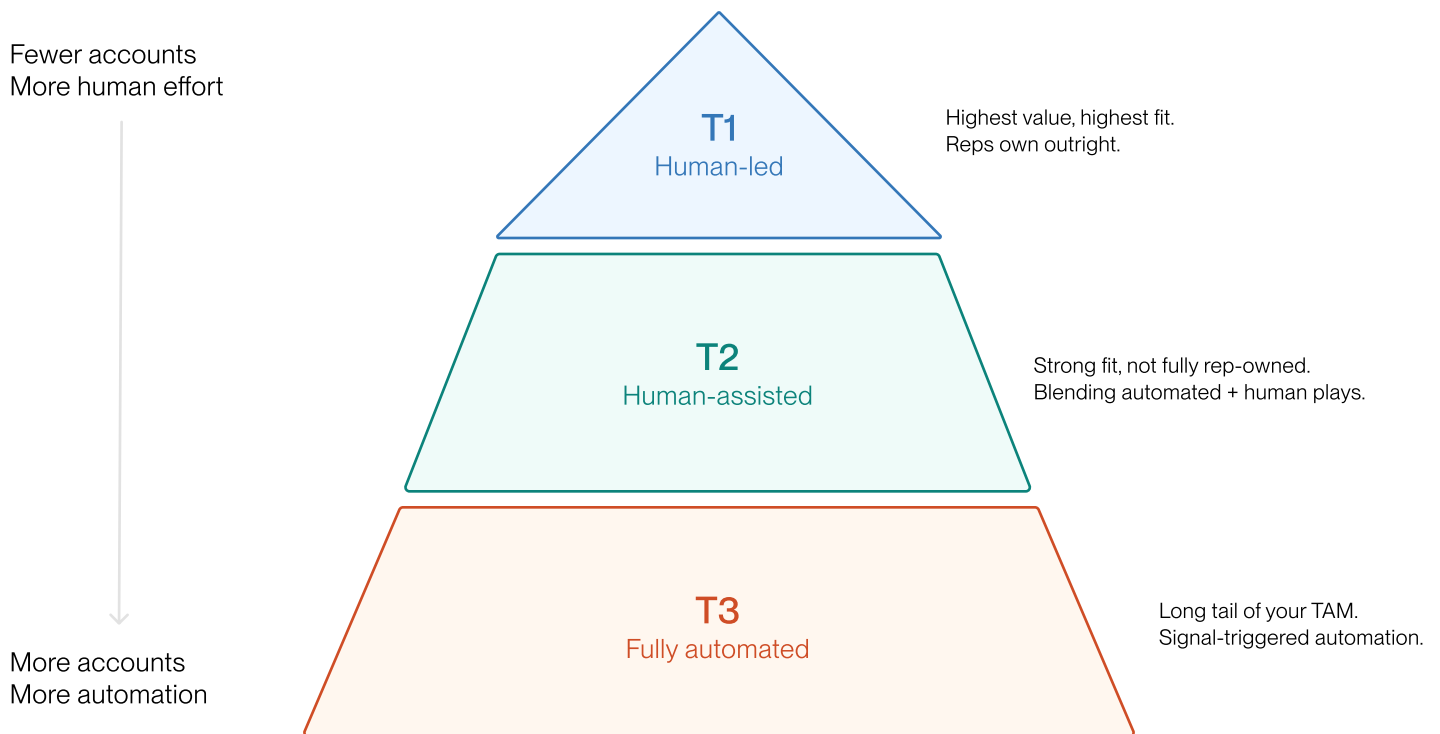 Fewer accounts
More human effort
T1
Human-led
Highest value, highest fit.
Reps own outright.
T2
Human-assisted
Strong fit, not fully rep-owned.
Blending automated + human plays.
T3
Fully automated
Long tail of your TAM.
Signal-triggered automation.
More accounts
More automation